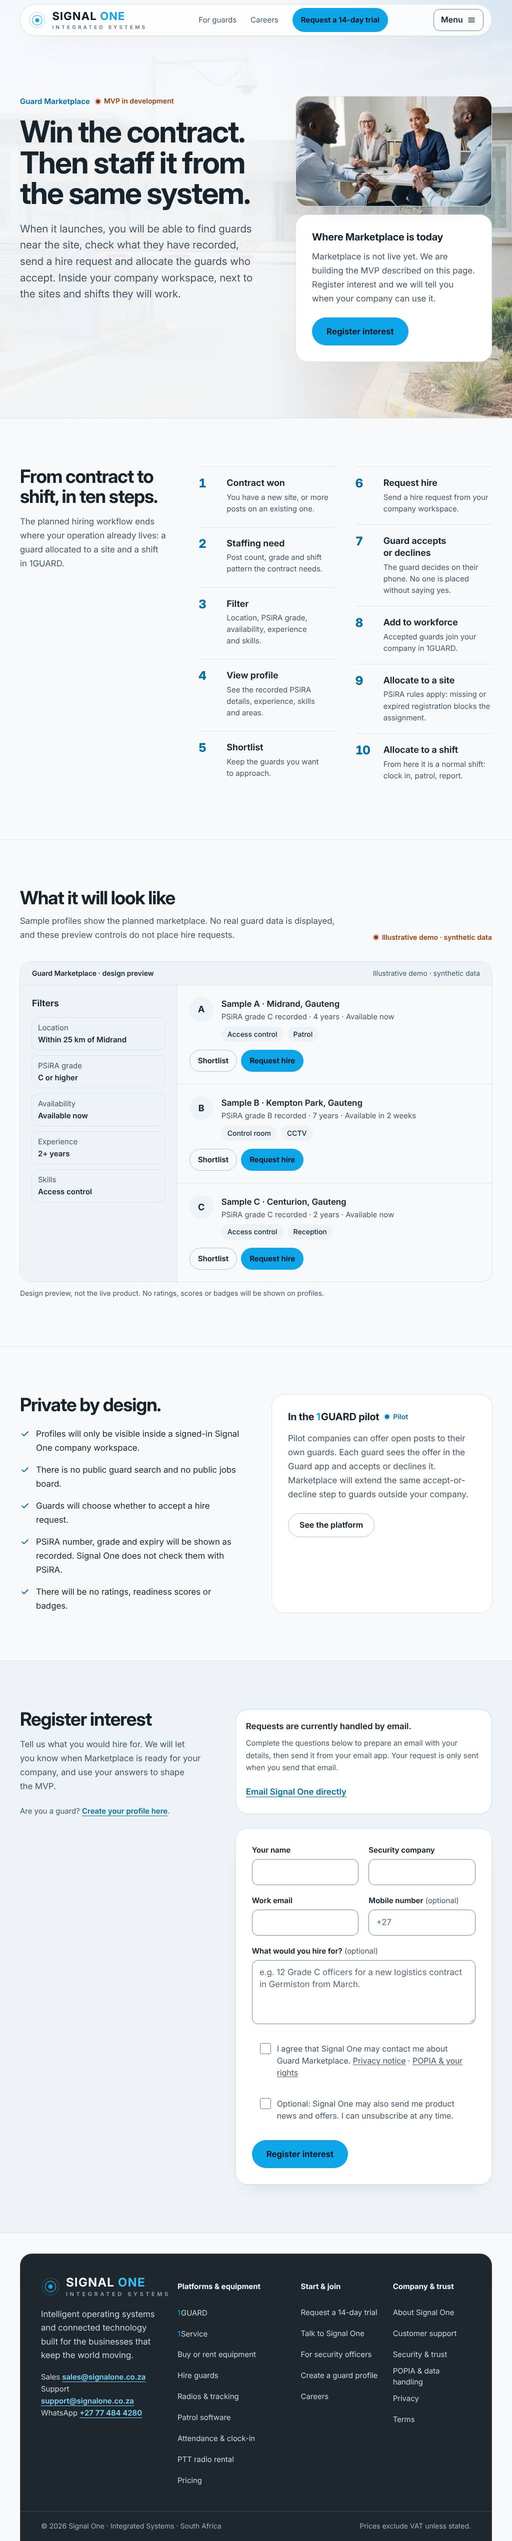 SIGNAL ONE
INTEGRATED SYSTEMS
For guards
Careers
Request a 14-day trial
Menu
Guard Marketplace
MVP in development
Win the contract.
Then staff it from
the same system.
When it launches, you will be able to find guards
near the site, check what they have recorded,
send a hire request and allocate the guards who
accept. Inside your company workspace, next to
the sites and shifts they will work.
Where Marketplace is today
Marketplace is not live yet. We are
building the MVP described on this page.
Register interest and we will tell you
when your company can use it.
Register interest
From contract to
shift, in ten steps.
The planned hiring workflow ends
where your operation already lives: a
guard allocated to a site and a shift
in 1GUARD.
1
Contract won
You have a new site, or more
posts on an existing one.
2
Staffing need
Post count, grade and shift
pattern the contract needs.
3
Filter
Location, PSiRA grade,
availability, experience
and skills.
4
View profile
See the recorded PSiRA
details, experience, skills
and areas.
5
Shortlist
Keep the guards you want
to approach.
6
Request hire
Send a hire request from your
company workspace.
7
Guard accepts
or declines
The guard decides on their
phone. No one is placed
without saying yes.
8
Add to workforce
Accepted guards join your
company in 1GUARD.
9
Allocate to a site
PSiRA rules apply: missing or
expired registration blocks the
assignment.
10
Allocate to a shift
From here it is a normal shift:
clock in, patrol, report.
What it will look like
Sample profiles show the planned marketplace. No real guard data is displayed,
and these preview controls do not place hire requests.
Illustrative demo · synthetic data
Guard Marketplace · design preview
Illustrative demo · synthetic data
Filters
Location
Within 25 km of Midrand
PSiRA grade
C or higher
Availability
Available now
Experience
2+ years
Skills
Access control
A
Sample A · Midrand, Gauteng
PSiRA grade C recorded · 4 years · Available now
Access control
Patrol
Shortlist
Request hire
B
Sample B · Kempton Park, Gauteng
PSiRA grade B recorded · 7 years · Available in 2 weeks
Control room
CCTV
Shortlist
Request hire
C
Sample C · Centurion, Gauteng
PSiRA grade C recorded · 2 years · Available now
Access control
Reception
Shortlist
Request hire
Design preview, not the live product. No ratings, scores or badges will be shown on profiles.
Private by design.
Profiles will only be visible inside a signed-in Signal
One company workspace.
There is no public guard search and no public jobs
board.
Guards will choose whether to accept a hire
request.
PSiRA number, grade and expiry will be shown as
recorded. Signal One does not check them with
PSiRA.
There will be no ratings, readiness scores or
badges.
In the 1GUARD pilot
Pilot
Pilot companies can offer open posts to their
own guards. Each guard sees the offer in the
Guard app and accepts or declines it.
Marketplace will extend the same accept-or-
decline step to guards outside your company.
See the platform
Register interest
Tell us what you would hire for. We will let
you know when Marketplace is ready for your
company, and use your answers to shape
the MVP.
Are you a guard? Create your profile here.
Requests are currently handled by email.
Complete the questions below to prepare an email with your
details, then send it from your email app. Your request is only sent
when you send that email.
Email Signal One directly
Your name
Security company
Work email
Mobile number (optional)
+27
What would you hire for? (optional)
e.g. 12 Grade C officers for a new logistics contract
in Germiston from March.
I agree that Signal One may contact me about
Guard Marketplace. Privacy notice · POPIA & your
rights
Optional: Signal One may also send me product
news and offers. I can unsubscribe at any time.
Register interest
SIGNAL ONE
INTEGRATED SYSTEMS
Intelligent operating systems
and connected technology
built for the businesses that
keep the world moving.
Sales sales@signalone.co.za
Support
support@signalone.co.za
WhatsApp +27 77 484 4280
Platforms & equipment
1GUARD
1Service
Buy or rent equipment
Hire guards
Radios & tracking
Patrol software
Attendance & clock-in
PTT radio rental
Pricing
Start & join
Request a 14-day trial
Talk to Signal One
For security officers
Create a guard profile
Careers
Company & trust
About Signal One
Customer support
Security & trust
POPIA & data
handling
Privacy
Terms
© 2026 Signal One · Integrated Systems · South Africa
Prices exclude VAT unless stated.